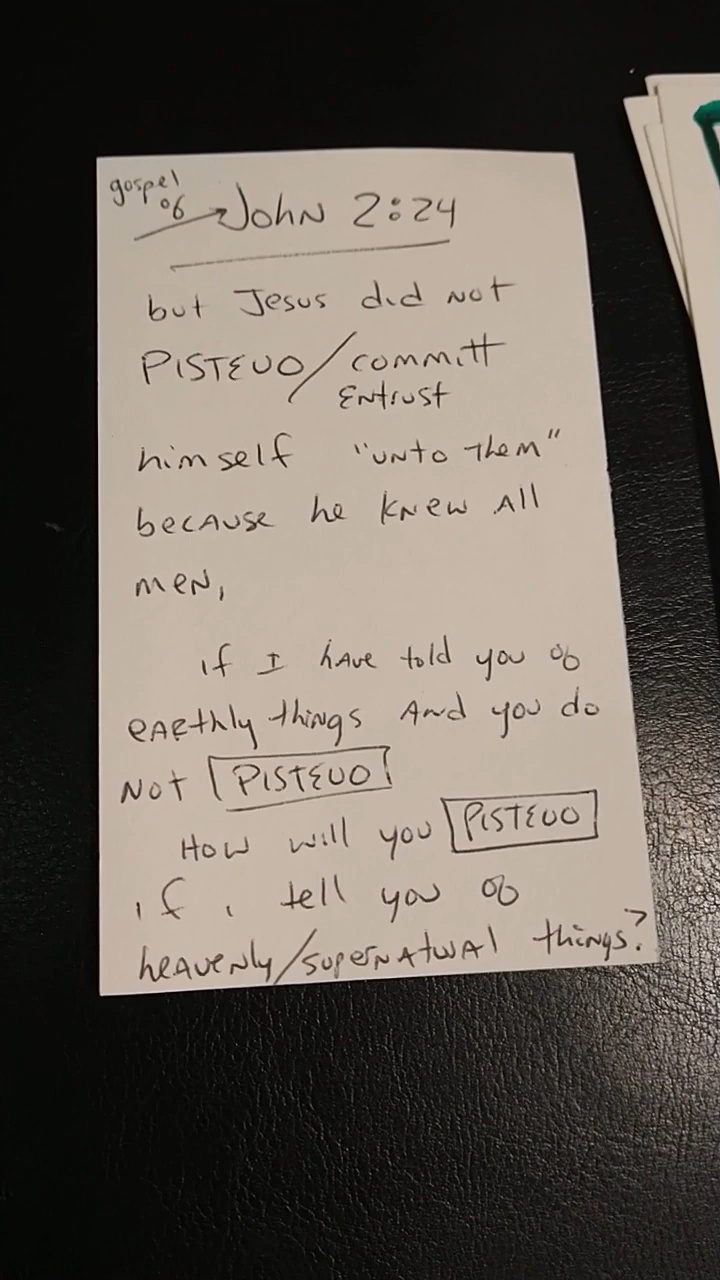 gospel
of John 2:24
but Jesus did not
PISTEUO/committ
Entrust
himself "unto them"
because he knew all
men,
if I have told you of
earthly things and you do
not PISTEUO
How will you PISTEUO
if i tell you of
heavenly/supernatural things?